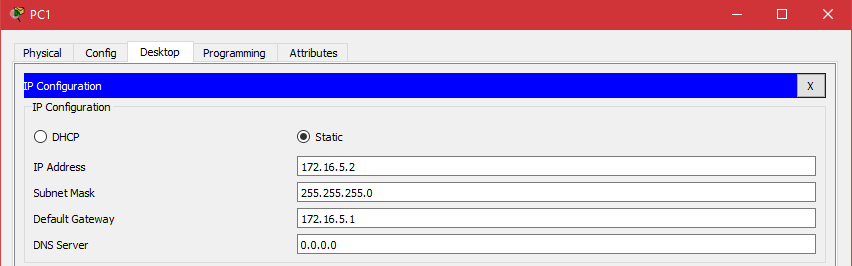 PC1
Physical Config Desktop Programming Attributes
IP Configuration X
IP Configuration
DHCP Static
IP Address 172.16.5.2
Subnet Mask 255.255.255.0
Default Gateway 172.16.5.1
DNS Server 0.0.0.0